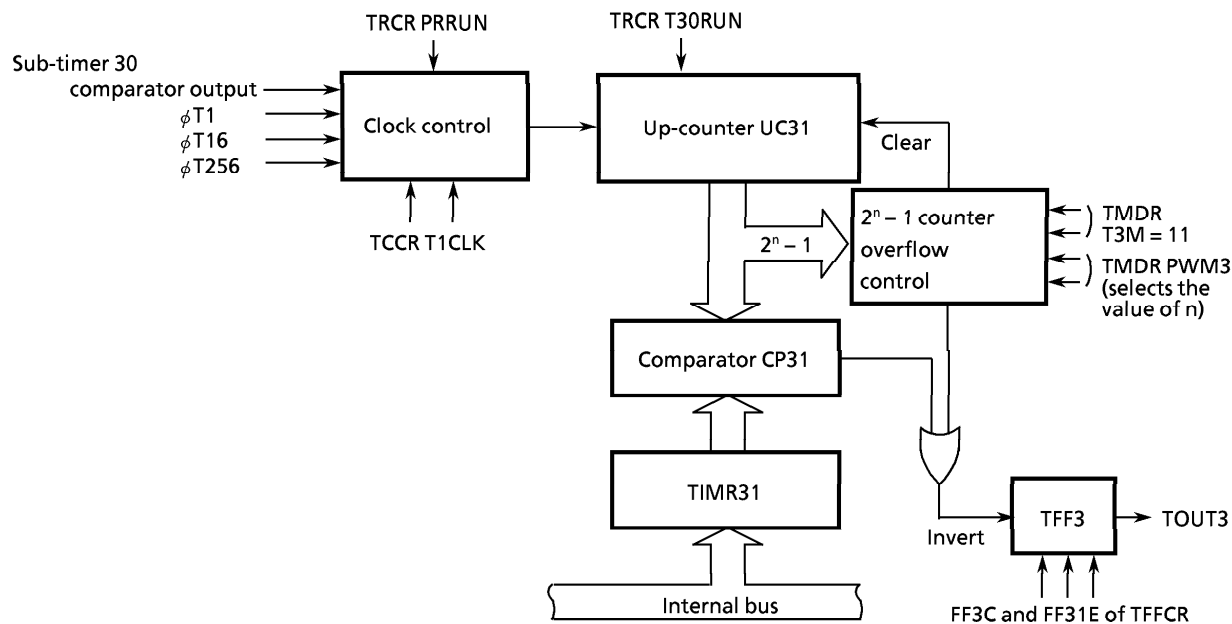 TRCR PRRUN
TRCR T30RUN
Sub-timer 30
comparator output
ϕT1
ϕT16
ϕT256
Clock control
Up-counter UC31
Clear
TCCR T1CLK
2ⁿ – 1
2ⁿ – 1 counter
overflow
control
TMDR
T3M = 11
TMDR PWM3
(selects the
value of n)
Comparator CP31
TIMR31
Invert
TFF3
TOUT3
Internal bus
FF3C and FF31E of TFFCR